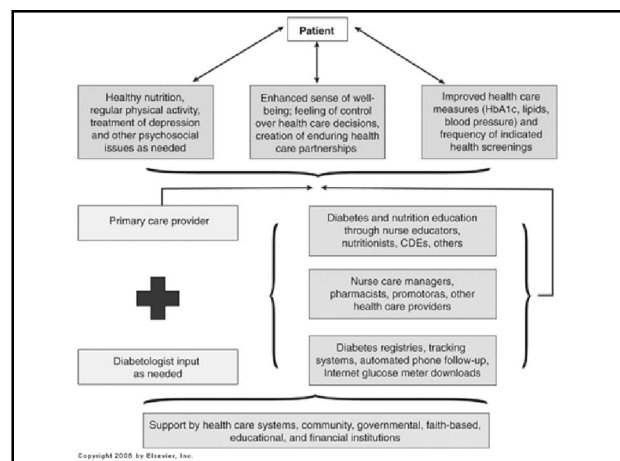 Patient
Healthy nutrition,
regular physical activity,
treatment of depression
and other psychosocial
issues as needed
Enhanced sense of well-
being; feeling of control
over health care decisions,
creation of enduring health
care partnerships
Improved health care
measures (HbA1c, lipids,
blood pressure) and
frequency of indicated
health screenings
Primary care provider
Diabetes and nutrition education
through nurse educators,
nutritionists, CDEs, others
Nurse care managers,
pharmacists, promotoras, other
health care providers
Diabetologist input
as needed
Diabetes registries, tracking
systems, automated phone follow-up,
Internet glucose meter downloads
Support by health care systems, community, governmental, faith-based,
educational, and financial institutions
Copyright 2006 by Elsevier, Inc.